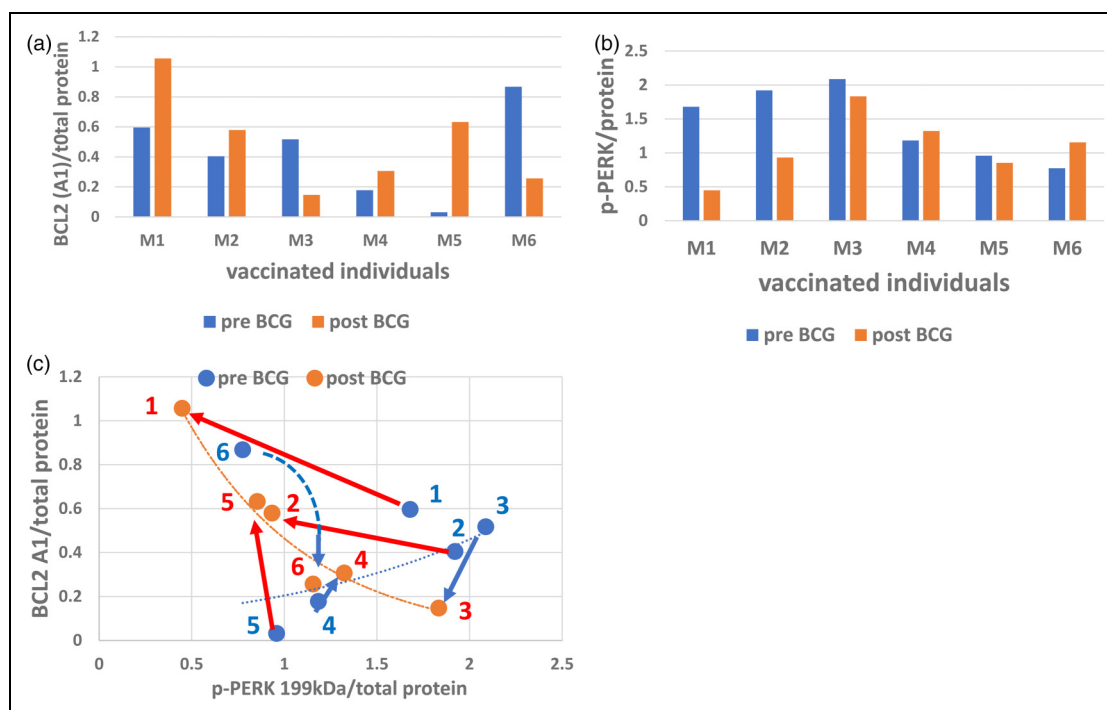 (a)
BCL2 (A1)/t0tal protein
1.2
1
0.8
0.6
0.4
0.2
0
M1 M2 M3 M4 M5 M6
vaccinated individuals
pre BCG post BCG
(b)
p-PERK/protein
2.5
2
1.5
1
0.5
0
M1 M2 M3 M4 M5 M6
vaccinated individuals
pre BCG post BCG
(c)
pre BCG post BCG
BCL2 A1/total protein
1.2
1
0.8
0.6
0.4
0.2
0
1
6
5
2
1
3
2
6
4
3
5
4
0 0.5 1 1.5 2 2.5
p-PERK 199kDa/total protein